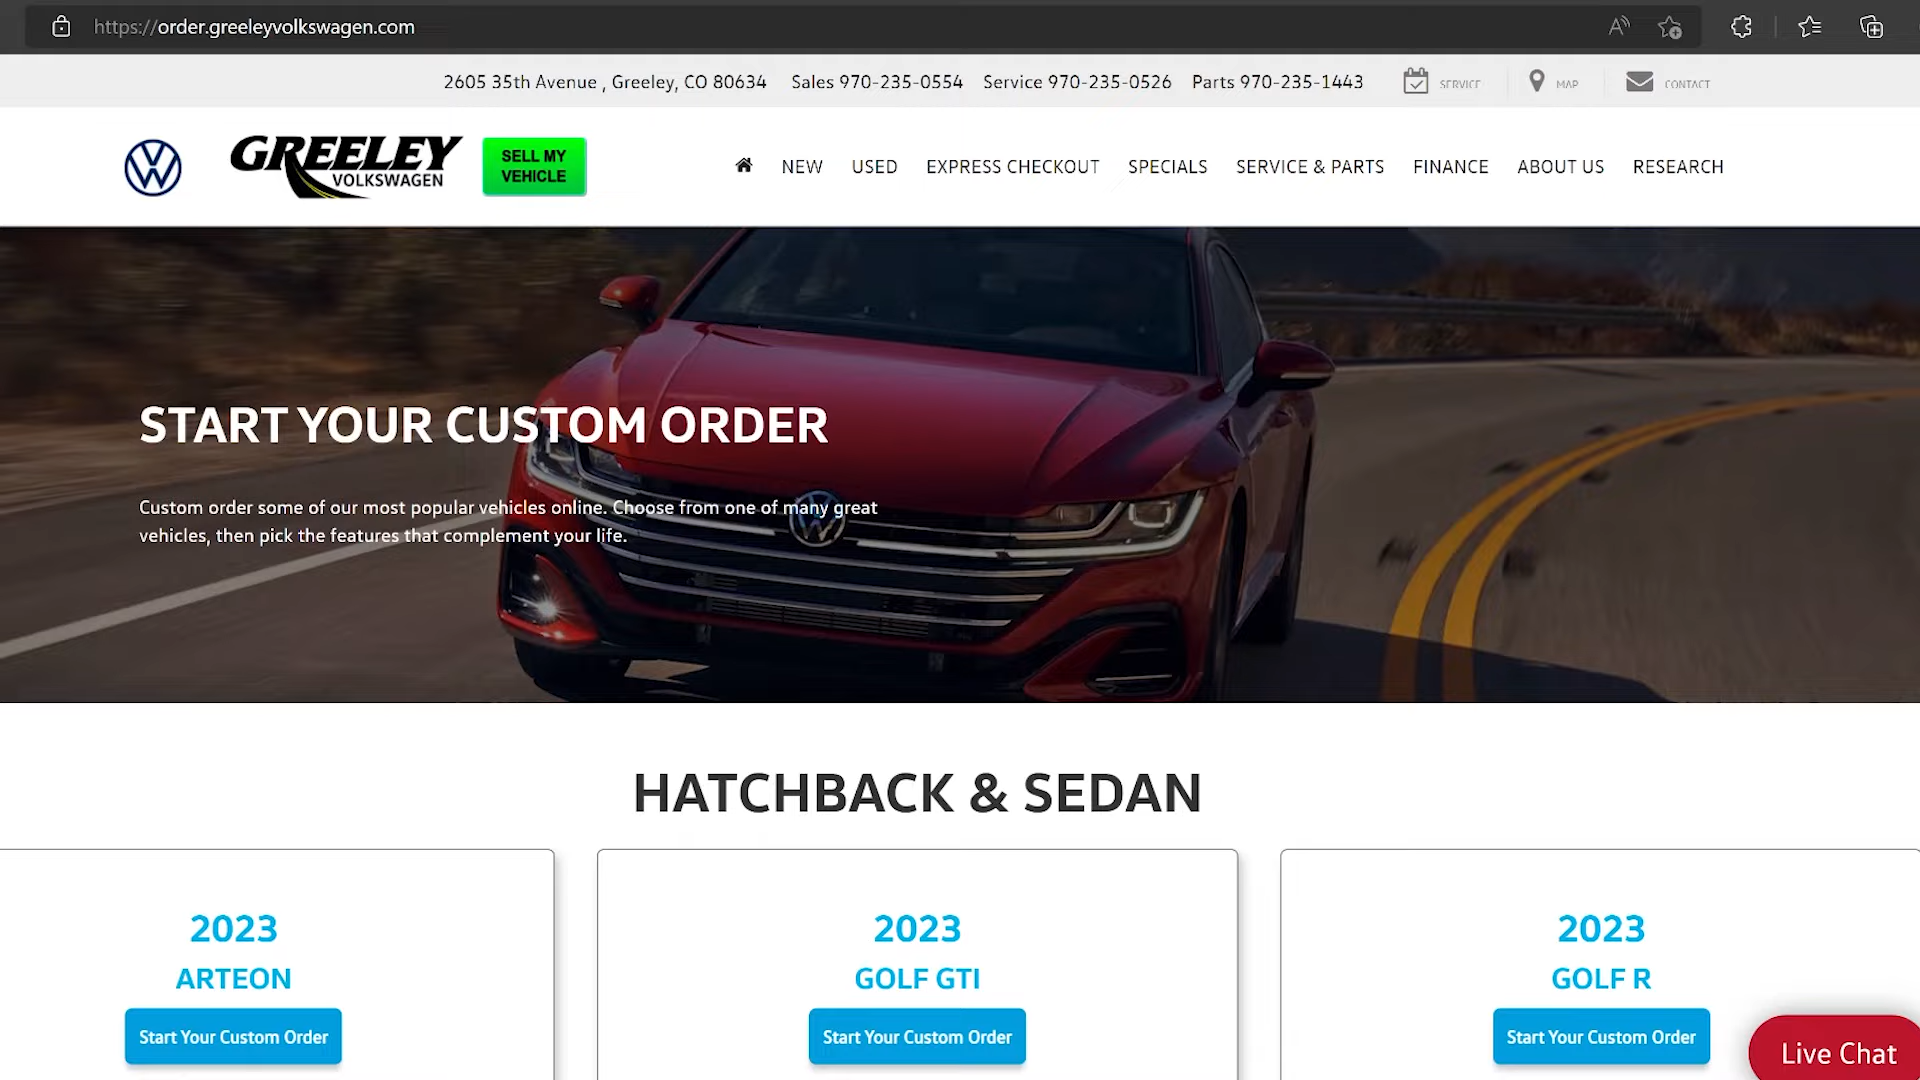 https://order.greeleyvolkswagen.com
2605 35th Avenue , Greeley, CO 80634 Sales 970-235-0554 Service 970-235-0526 Parts 970-235-1443 SERVICE MAP CONTACT
GREELEY
VOLKSWAGEN
SELL MY
VEHICLE
NEW USED EXPRESS CHECKOUT SPECIALS SERVICE & PARTS FINANCE ABOUT US RESEARCH
START YOUR CUSTOM ORDER
Custom order some of our most popular vehicles online. Choose from one of many great
vehicles, then pick the features that complement your life.
HATCHBACK & SEDAN
2023
ARTEON
Start Your Custom Order
2023
GOLF GTI
Start Your Custom Order
2023
GOLF R
Start Your Custom Order
Live Chat